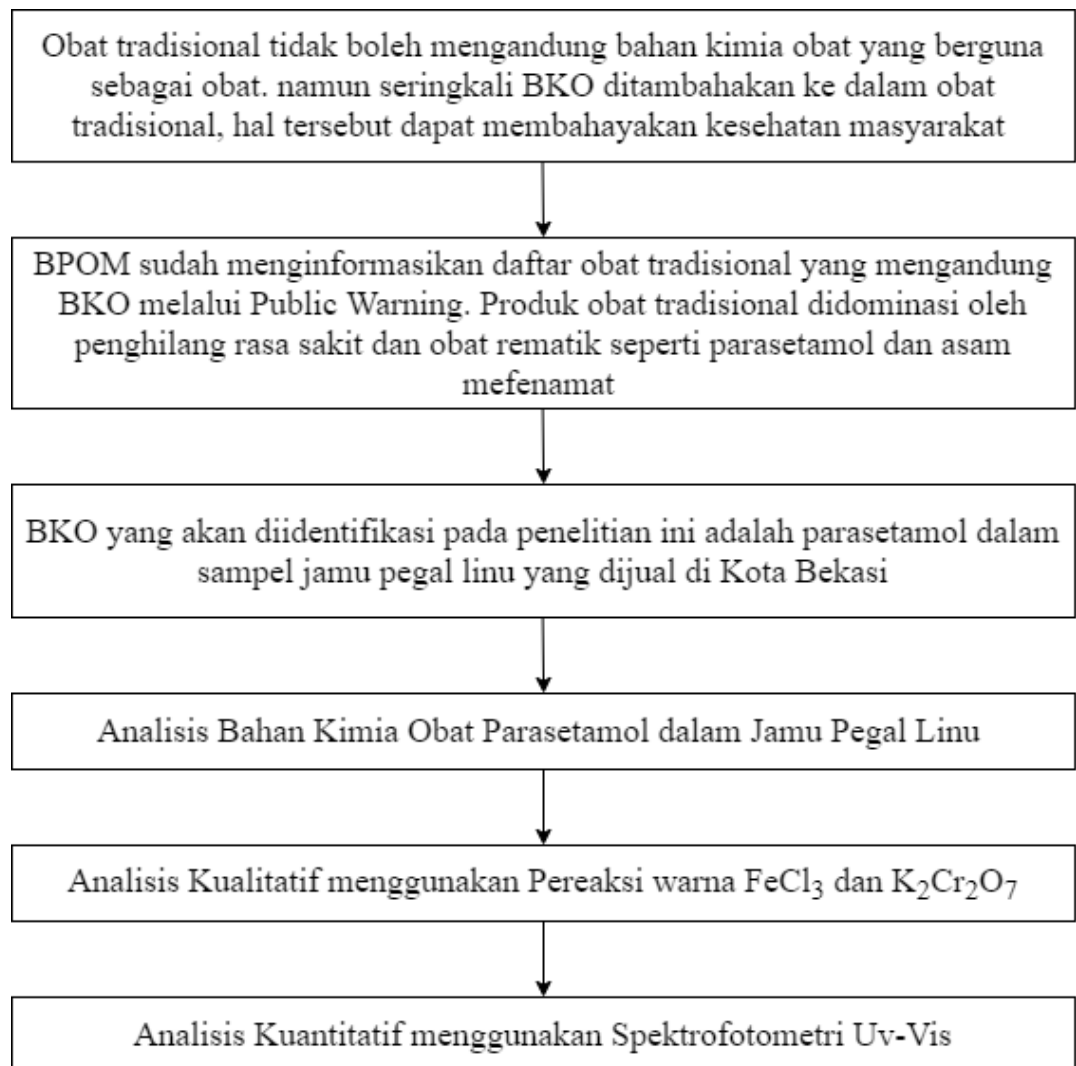 Obat tradisional tidak boleh mengandung bahan kimia obat yang berguna
sebagai obat. namun seringkali BKO ditambahakan ke dalam obat
tradisional, hal tersebut dapat membahayakan kesehatan masyarakat
BPOM sudah menginformasikan daftar obat tradisional yang mengandung
BKO melalui Public Warning. Produk obat tradisional didominasi oleh
penghilang rasa sakit dan obat rematik seperti parasetamol dan asam
mefenamat
BKO yang akan diidentifikasi pada penelitian ini adalah parasetamol dalam
sampel jamu pegal linu yang dijual di Kota Bekasi
Analisis Bahan Kimia Obat Parasetamol dalam Jamu Pegal Linu
Analisis Kualitatif menggunakan Pereaksi warna FeCl₃ dan K₂Cr₂O₇
Analisis Kuantitatif menggunakan Spektrofotometri Uv-Vis